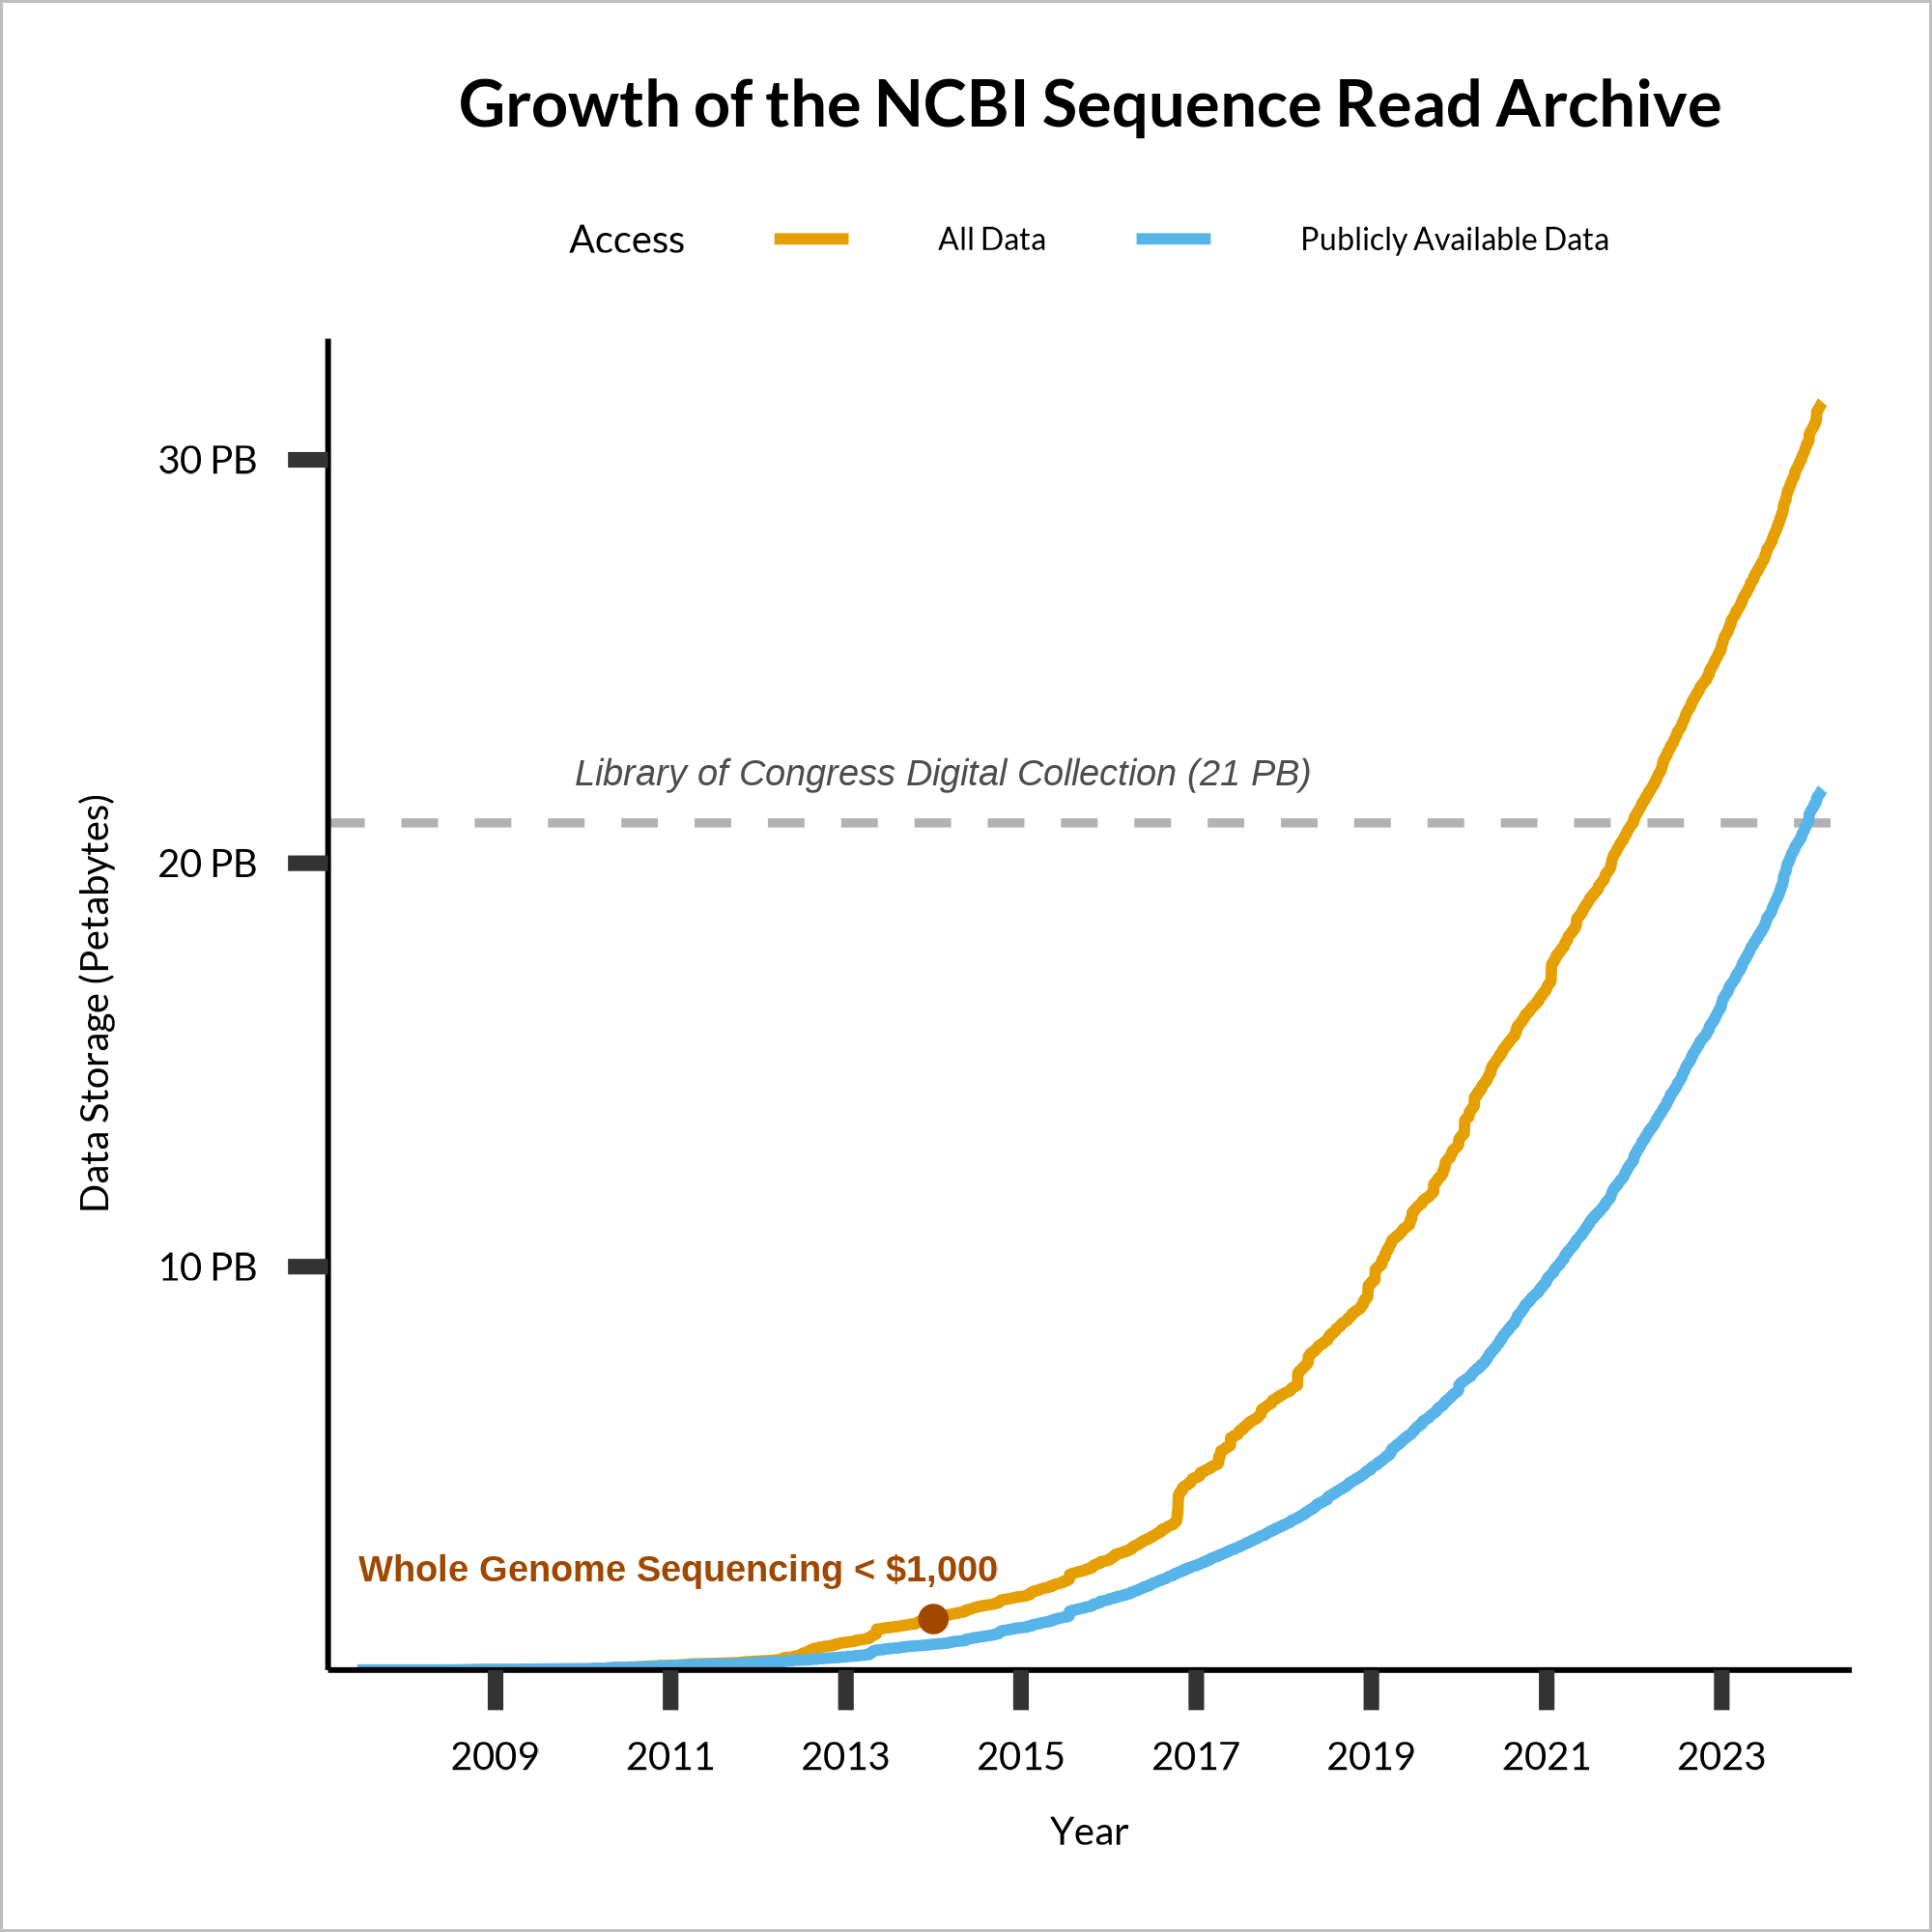 Growth of the NCBI Sequence Read Archive
Access All Data Publicly Available Data
30 PB
Library of Congress Digital Collection (21 PB)
20 PB
Data Storage (Petabytes)
10 PB
Whole Genome Sequencing < $1,000
2009 2011 2013 2015 2017 2019 2021 2023
Year